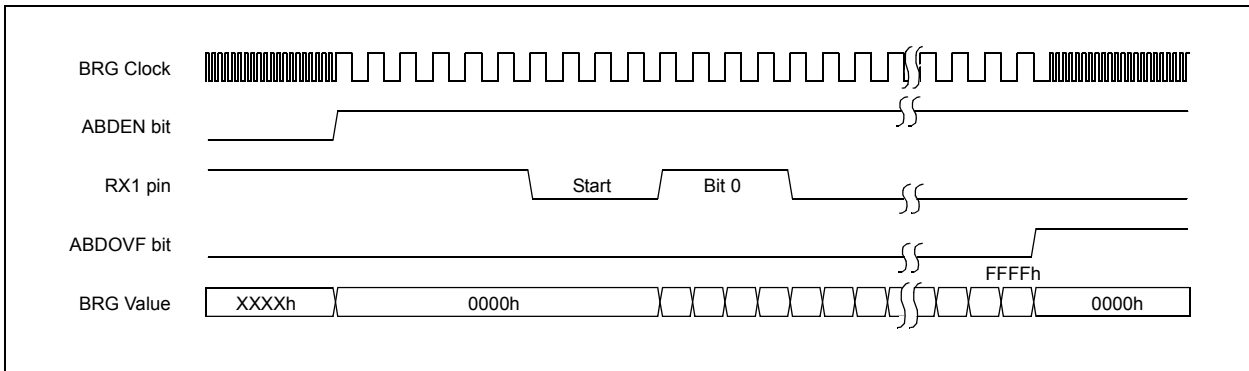 BRG Clock
ABDEN bit
RX1 pin
Start
Bit 0
ABDOVF bit
FFFFh
BRG Value
XXXXh
0000h
0000h